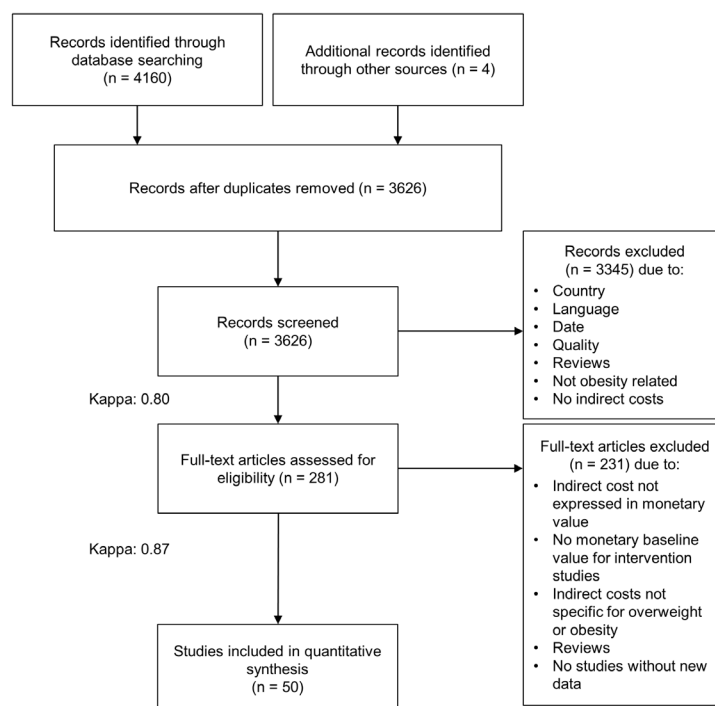 Records identified through
database searching
(n = 4160)
Additional records identified
through other sources (n = 4)
Records after duplicates removed (n = 3626)
Records screened
(n = 3626)
Records excluded
(n = 3345) due to:
• Country
• Language
• Date
• Quality
• Reviews
• Not obesity related
• No indirect costs
Kappa: 0.80
Full-text articles assessed for
eligibility (n = 281)
Full-text articles excluded
(n = 231) due to:
• Indirect cost not
expressed in monetary
value
• No monetary baseline
value for intervention
studies
• Indirect costs not
specific for overweight
or obesity
• Reviews
• No studies without new
data
Kappa: 0.87
Studies included in quantitative
synthesis
(n = 50)